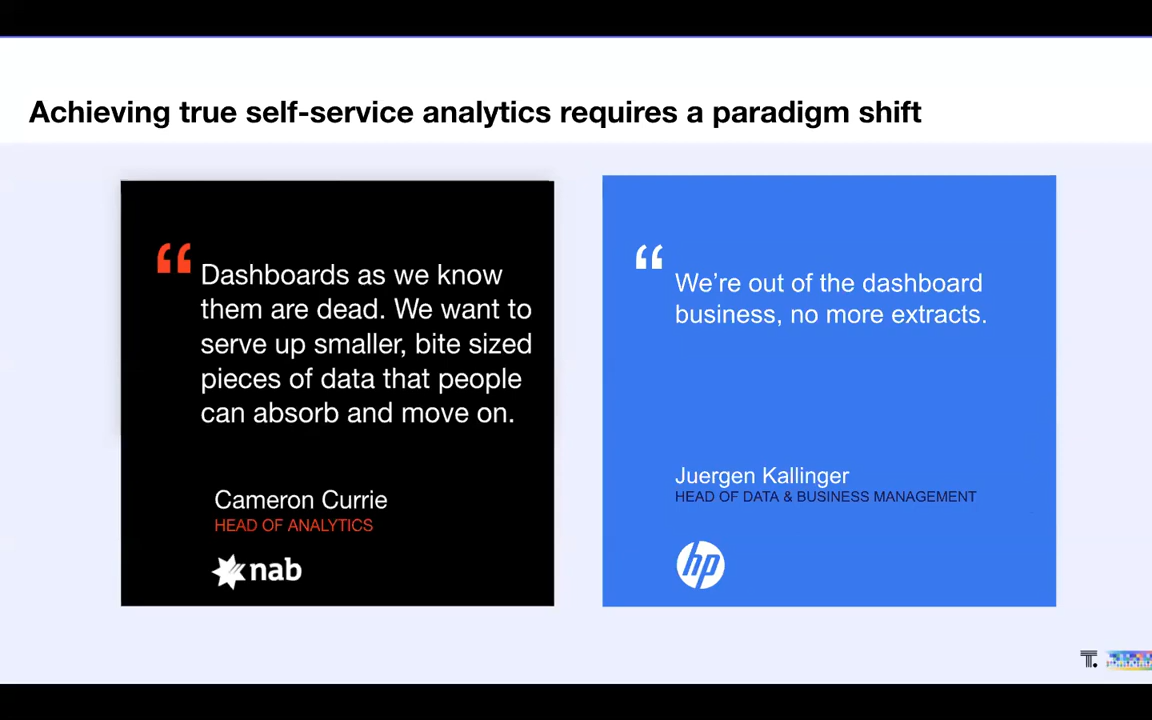 Achieving true self-service analytics requires a paradigm shift
“
Dashboards as we know
them are dead. We want to
serve up smaller, bite sized
pieces of data that people
can absorb and move on.
Cameron Currie
HEAD OF ANALYTICS
nab
“
We’re out of the dashboard
business, no more extracts.
Juergen Kallinger
HEAD OF DATA & BUSINESS MANAGEMENT
hp
T.